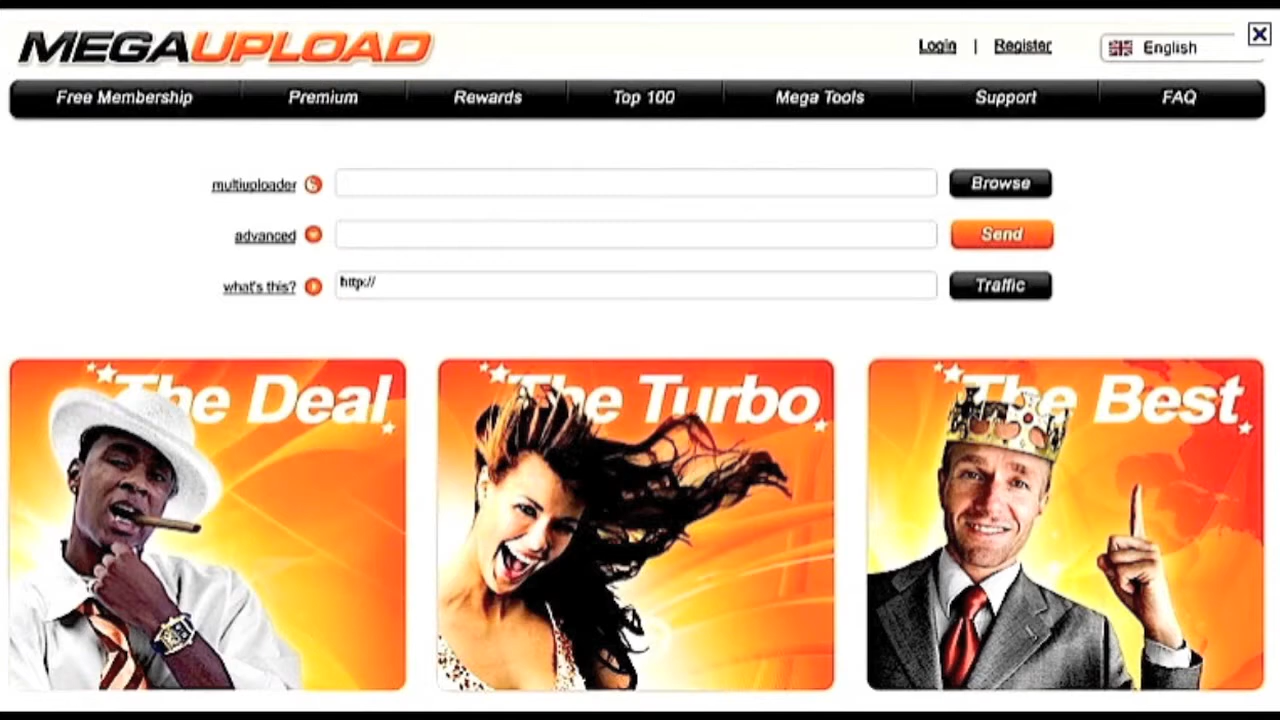 MEGAUPLOAD
Login | Register
English
Free Membership
Premium
Rewards
Top 100
Mega Tools
Support
FAQ
multiuploader
Browse
advanced
Send
what's this?
http://
Traffic
The Deal
The Turbo
The Best